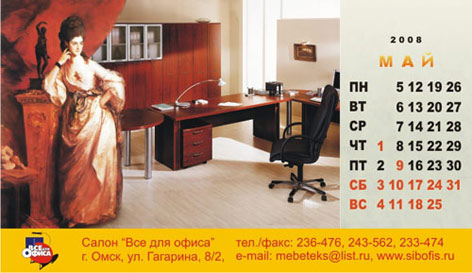 2008
МАЙ
ПН 5 12 19 26
ВТ 6 13 20 27
СР 7 14 21 28
ЧТ 1 8 15 22 29
ПТ 2 9 16 23 30
СБ 3 10 17 24 31
ВС 4 11 18 25
ВСЕ для
ОФИСА
Салон "Все для офиса"
г. Омск, ул. Гагарина, 8/2,
тел./факс: 236-476, 243-562, 233-474
e-mail: mebeteks@list.ru, www.sibofis.ru